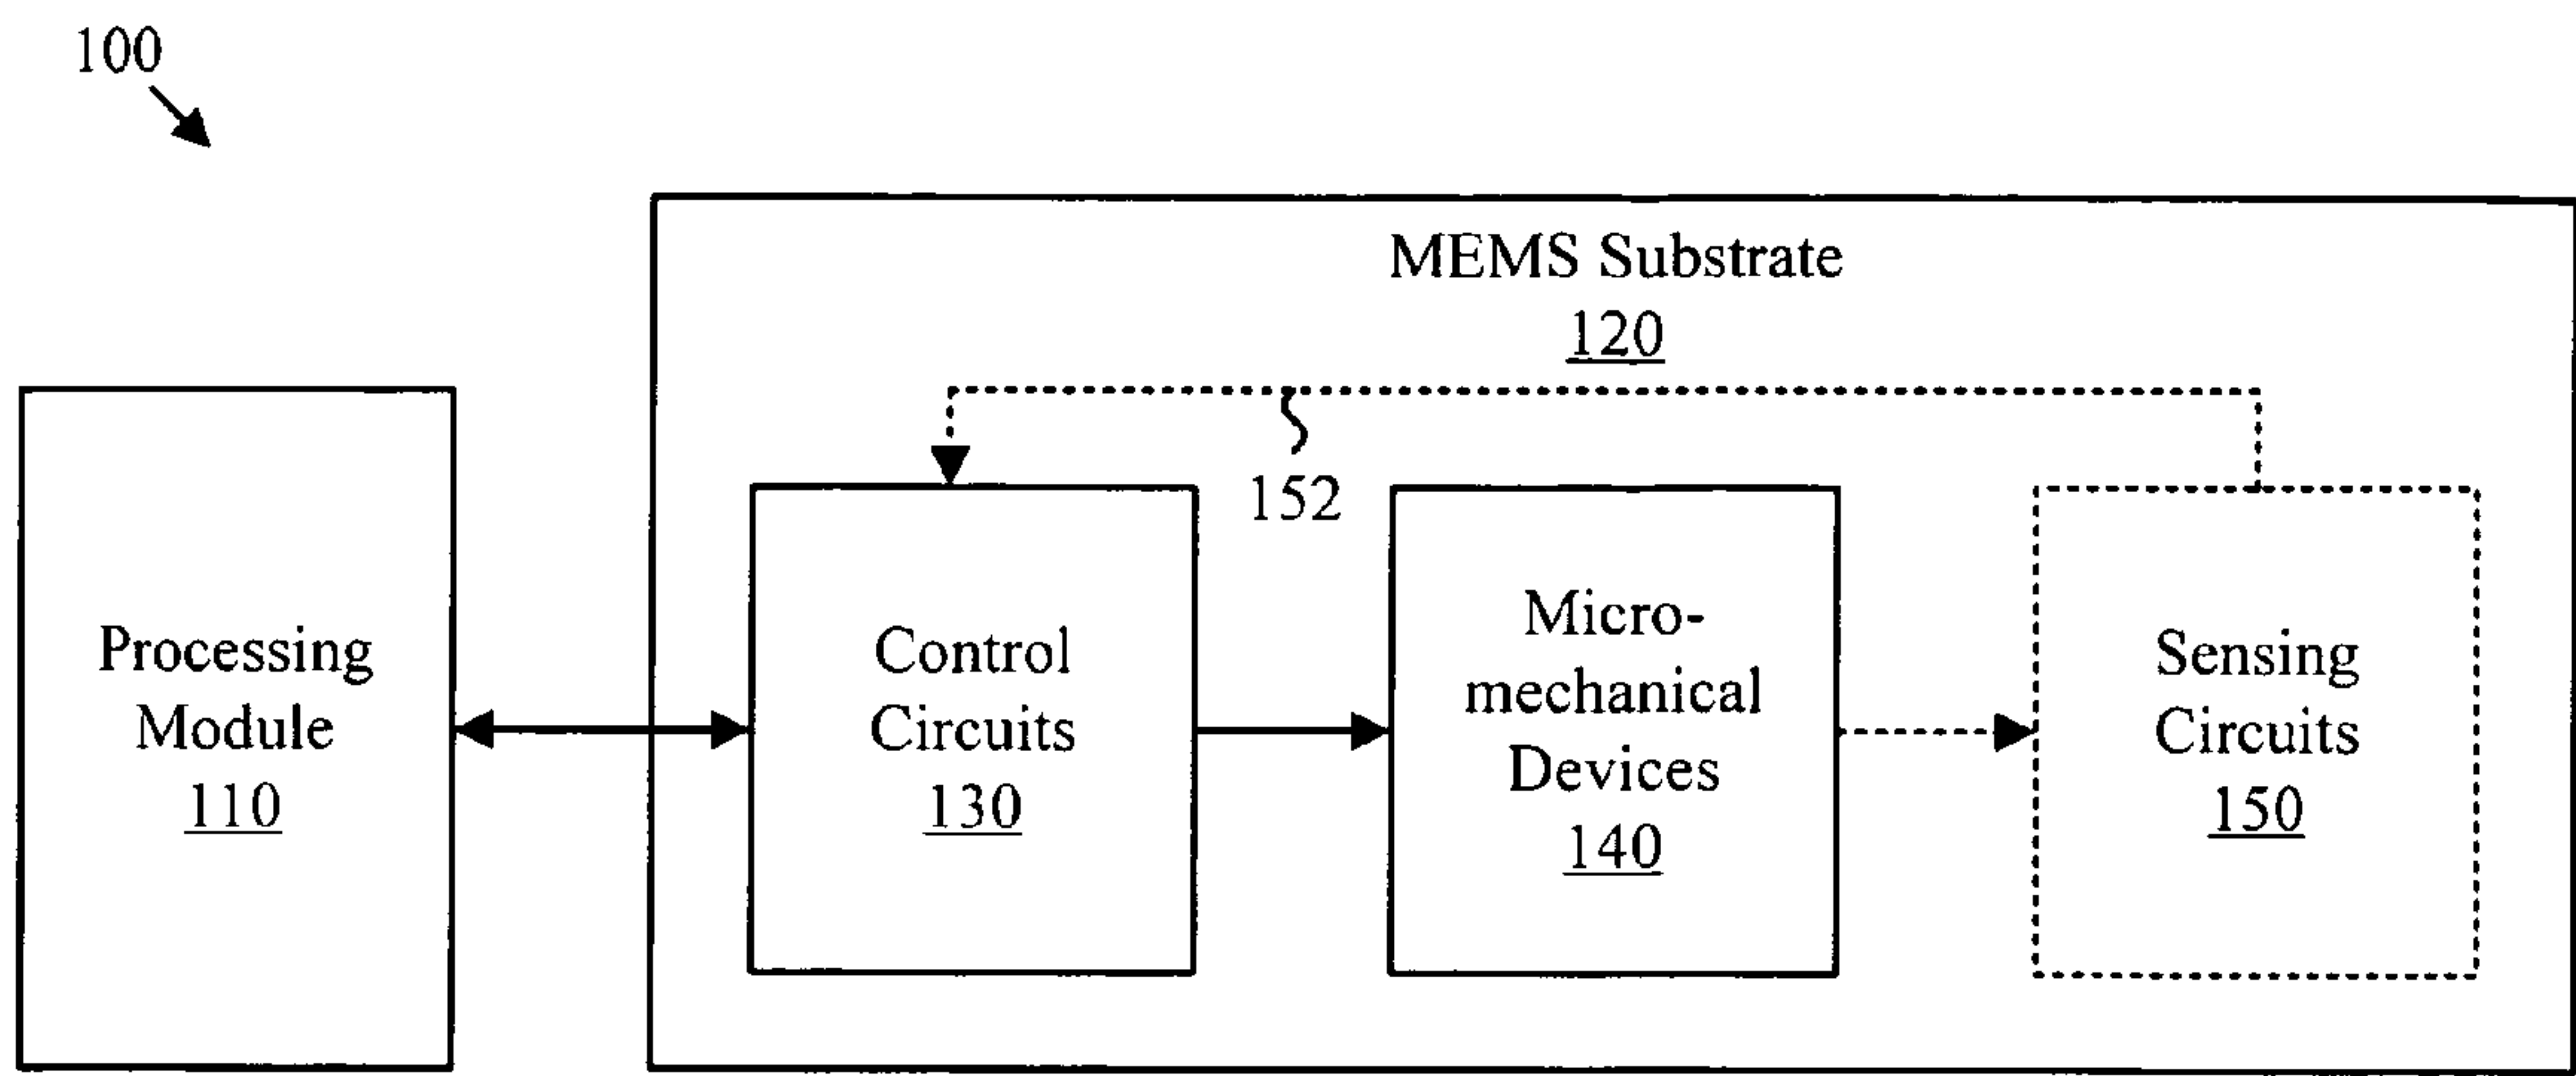 100
MEMS Substrate
120
152
Processing
Module
110
Control
Circuits
130
Micro-
mechanical
Devices
140
Sensing
Circuits
150